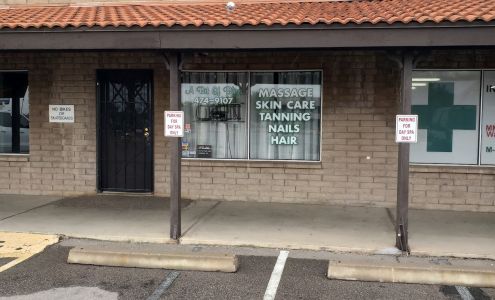 NO BIKES
OR
SKATEBOARDS
PARKING
FOR
DAY SPA
ONLY
474-9107
MASSAGE
SKIN CARE
TANNING
NAILS
HAIR
PARKING
FOR
DAY SPA
ONLY